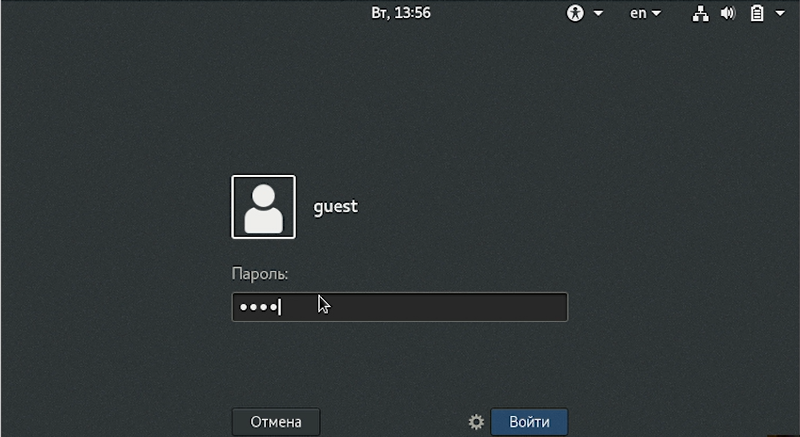 Вт, 13:56
en
guest
Пароль:
Отмена
Войти